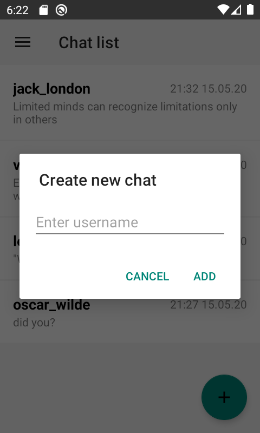 6:22
Chat list
jack_london
21:32 15.05.20
Limited minds can recognize limitations only
in others
Create new chat
Enter username
CANCEL
ADD
oscar_wilde
21:27 15.05.20
did you?